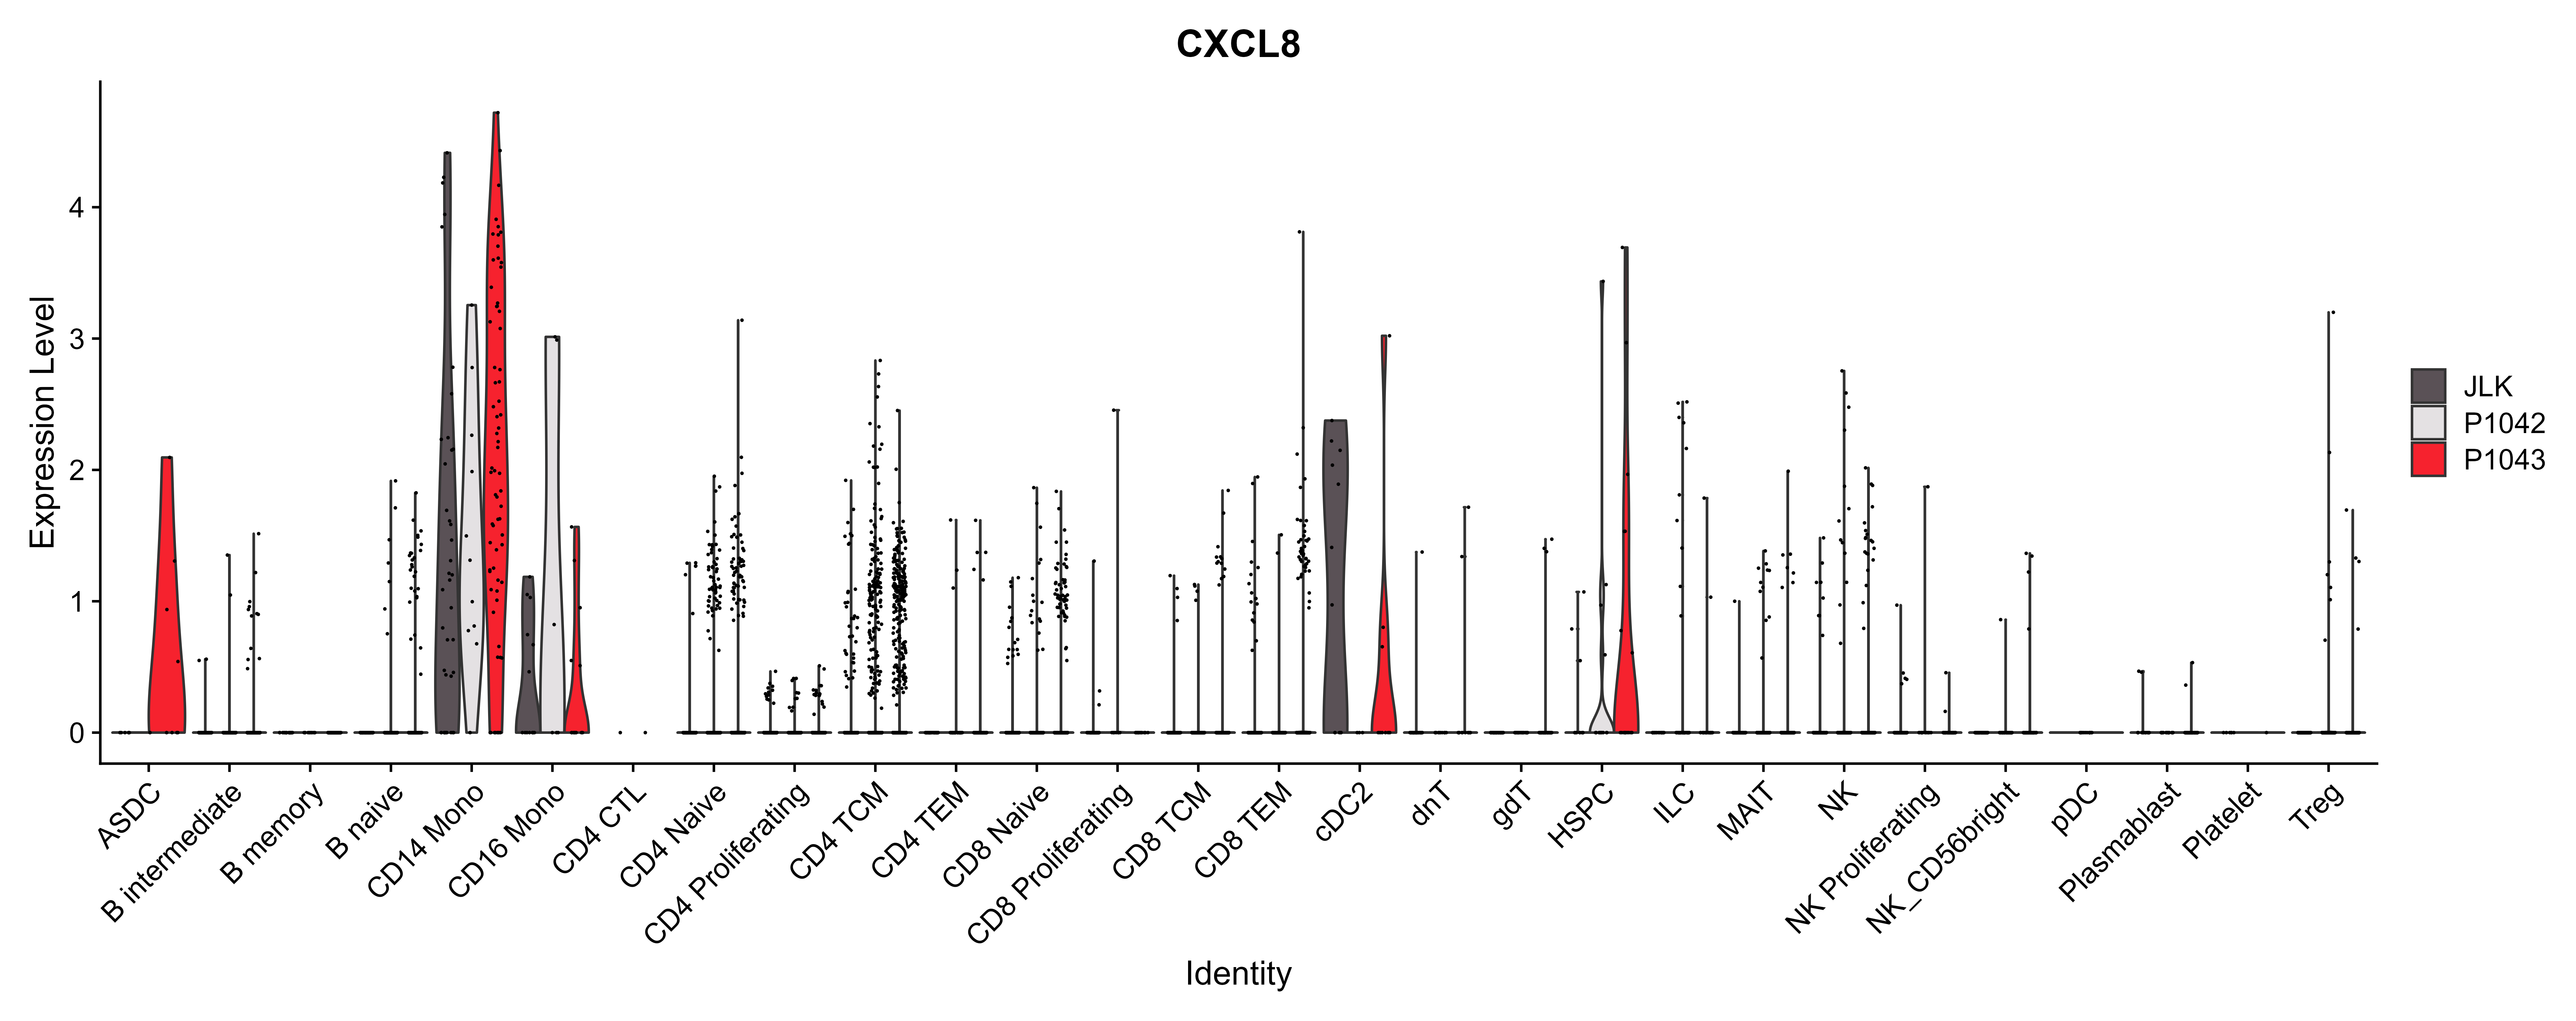 CXCL8
Expression Level
4
3
2
1
0
JLK
P1042
P1043
ASDC
B intermediate
B memory
B naive
CD14 Mono
CD16 Mono
CD4 CTL
CD4 Naive
CD4 Proliferating
CD4 TCM
CD4 TEM
CD8 Naive
CD8 Proliferating
CD8 TCM
CD8 TEM
cDC2
dnT
gdT
HSPC
ILC
MAIT
NK
NK Proliferating
NK_CD56bright
pDC
Plasmablast
Platelet
Treg
Identity